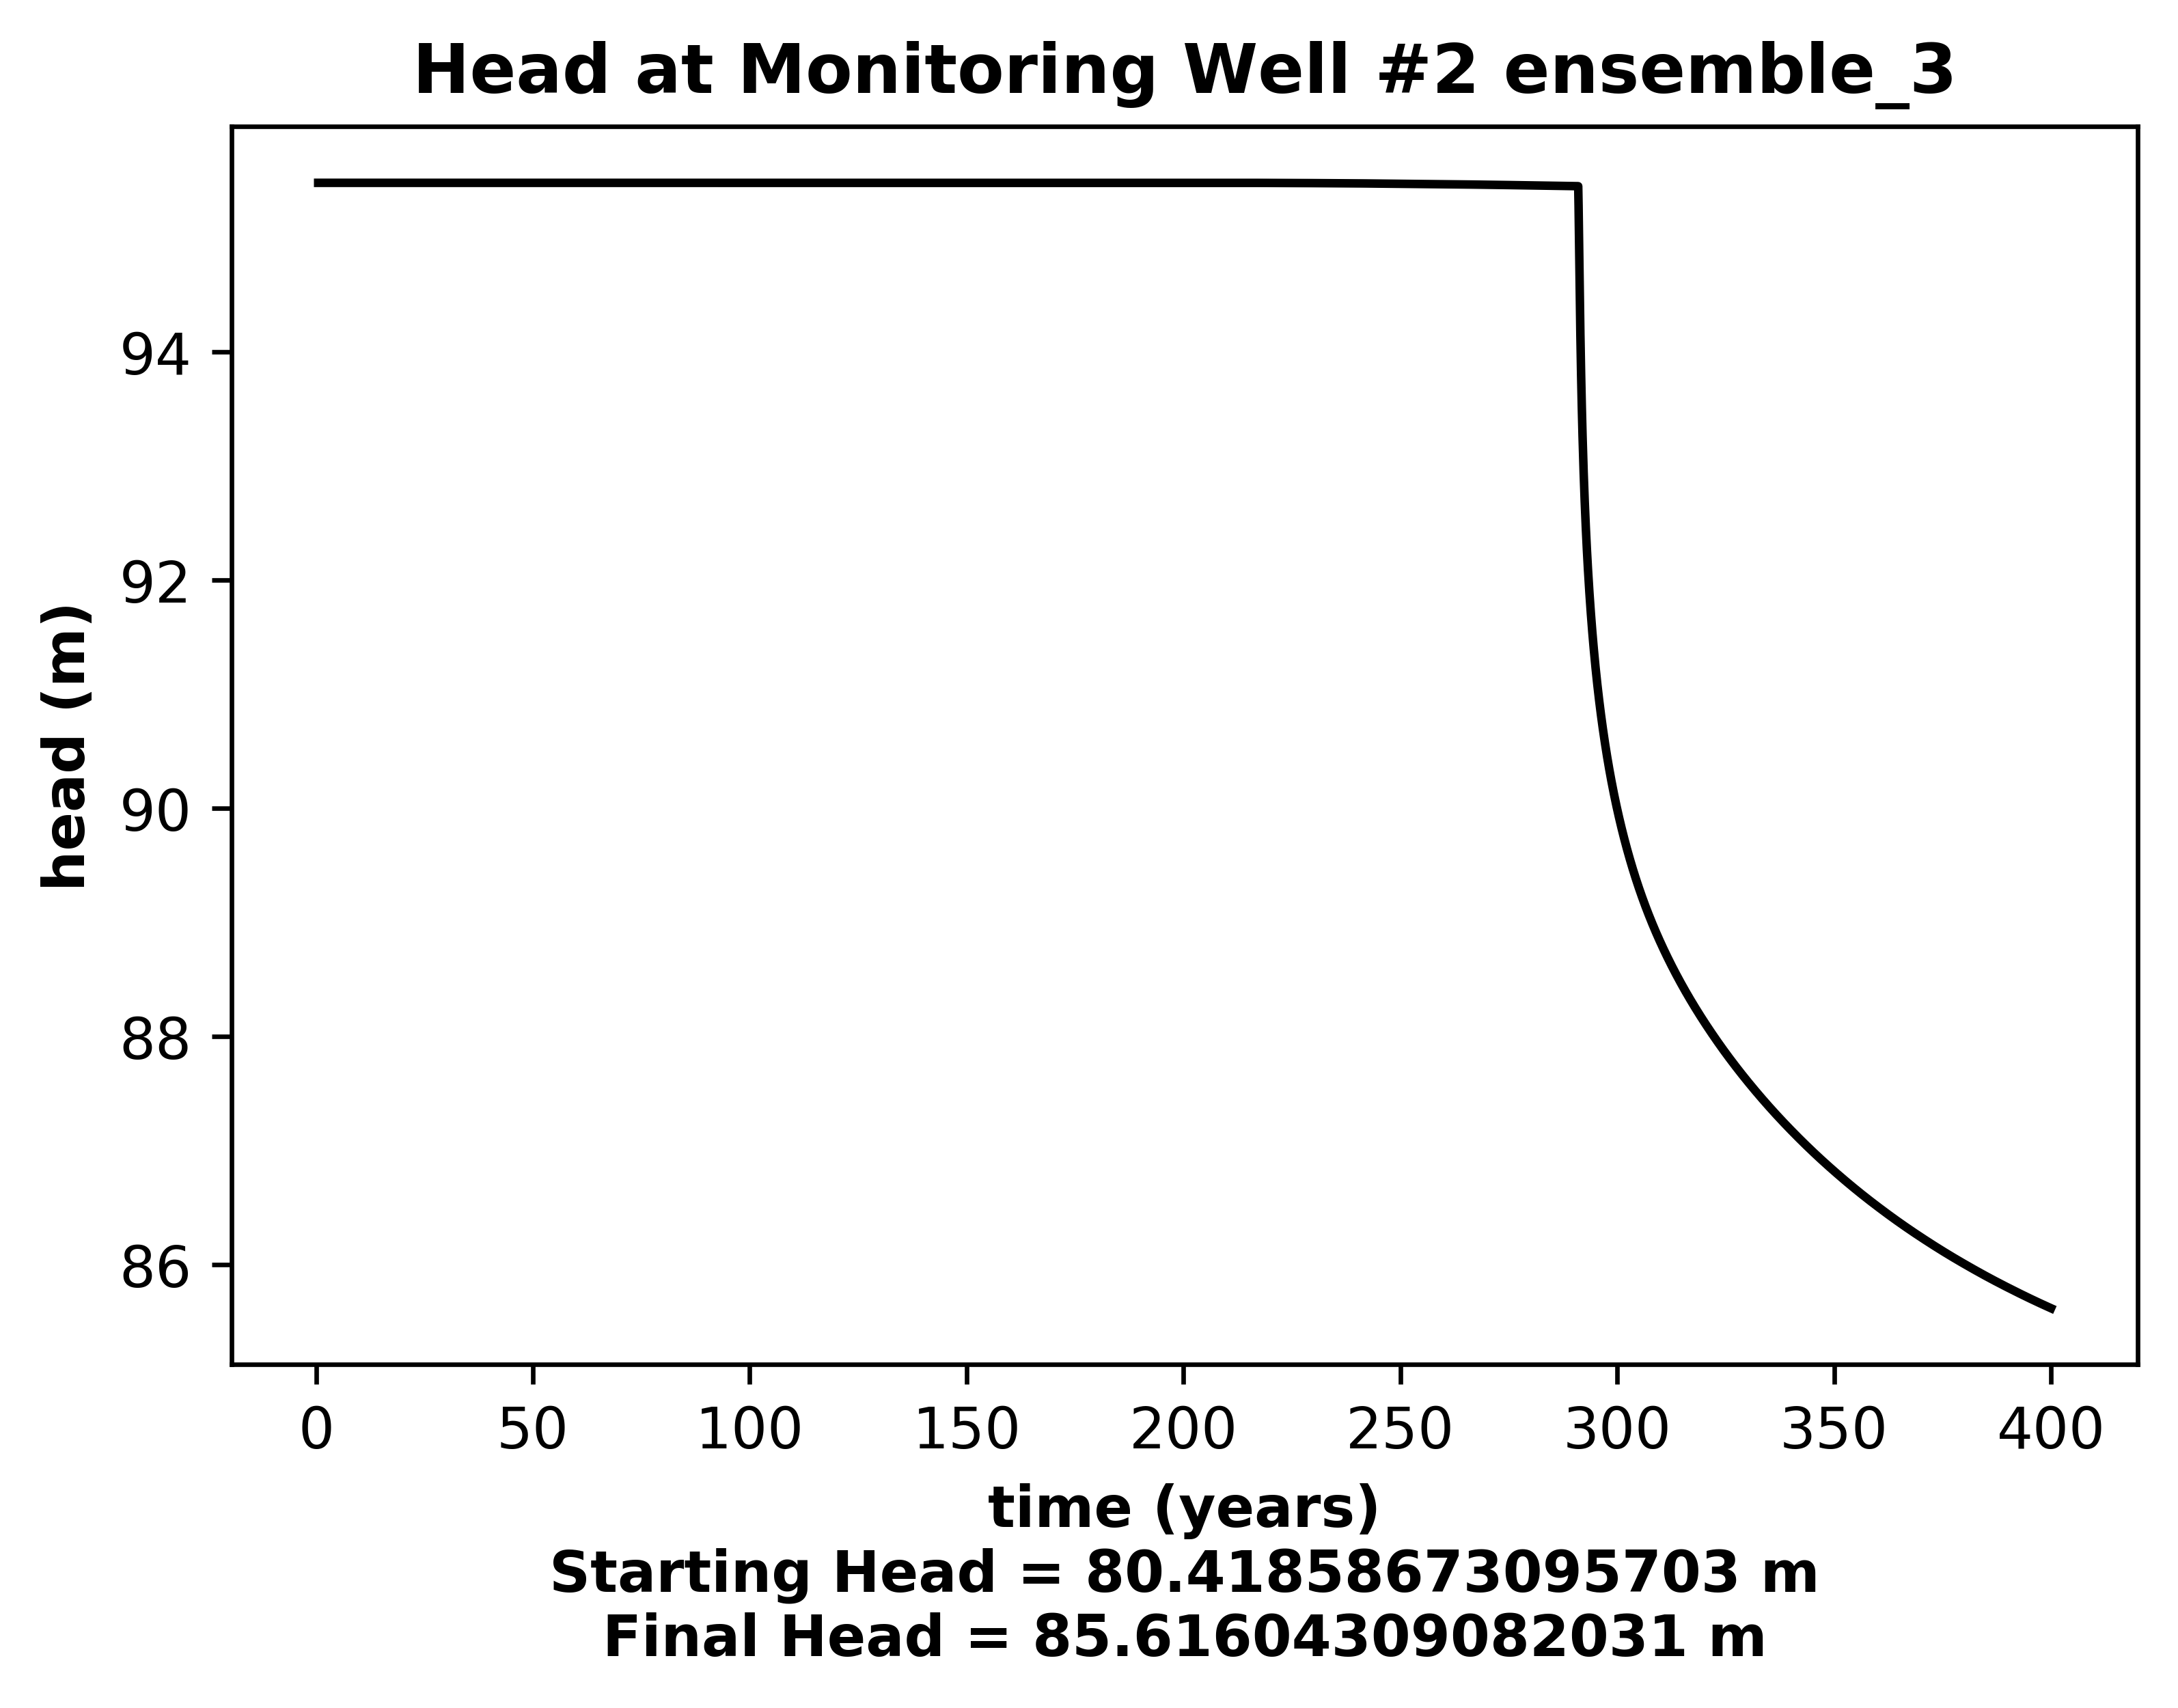 Head at Monitoring Well #2 ensemble_3
head (m)
94
92
90
88
86
0 50 100 150 200 250 300 350 400
time (years)
Starting Head = 80.41858673095703 m
Final Head = 85.61604309082031 m